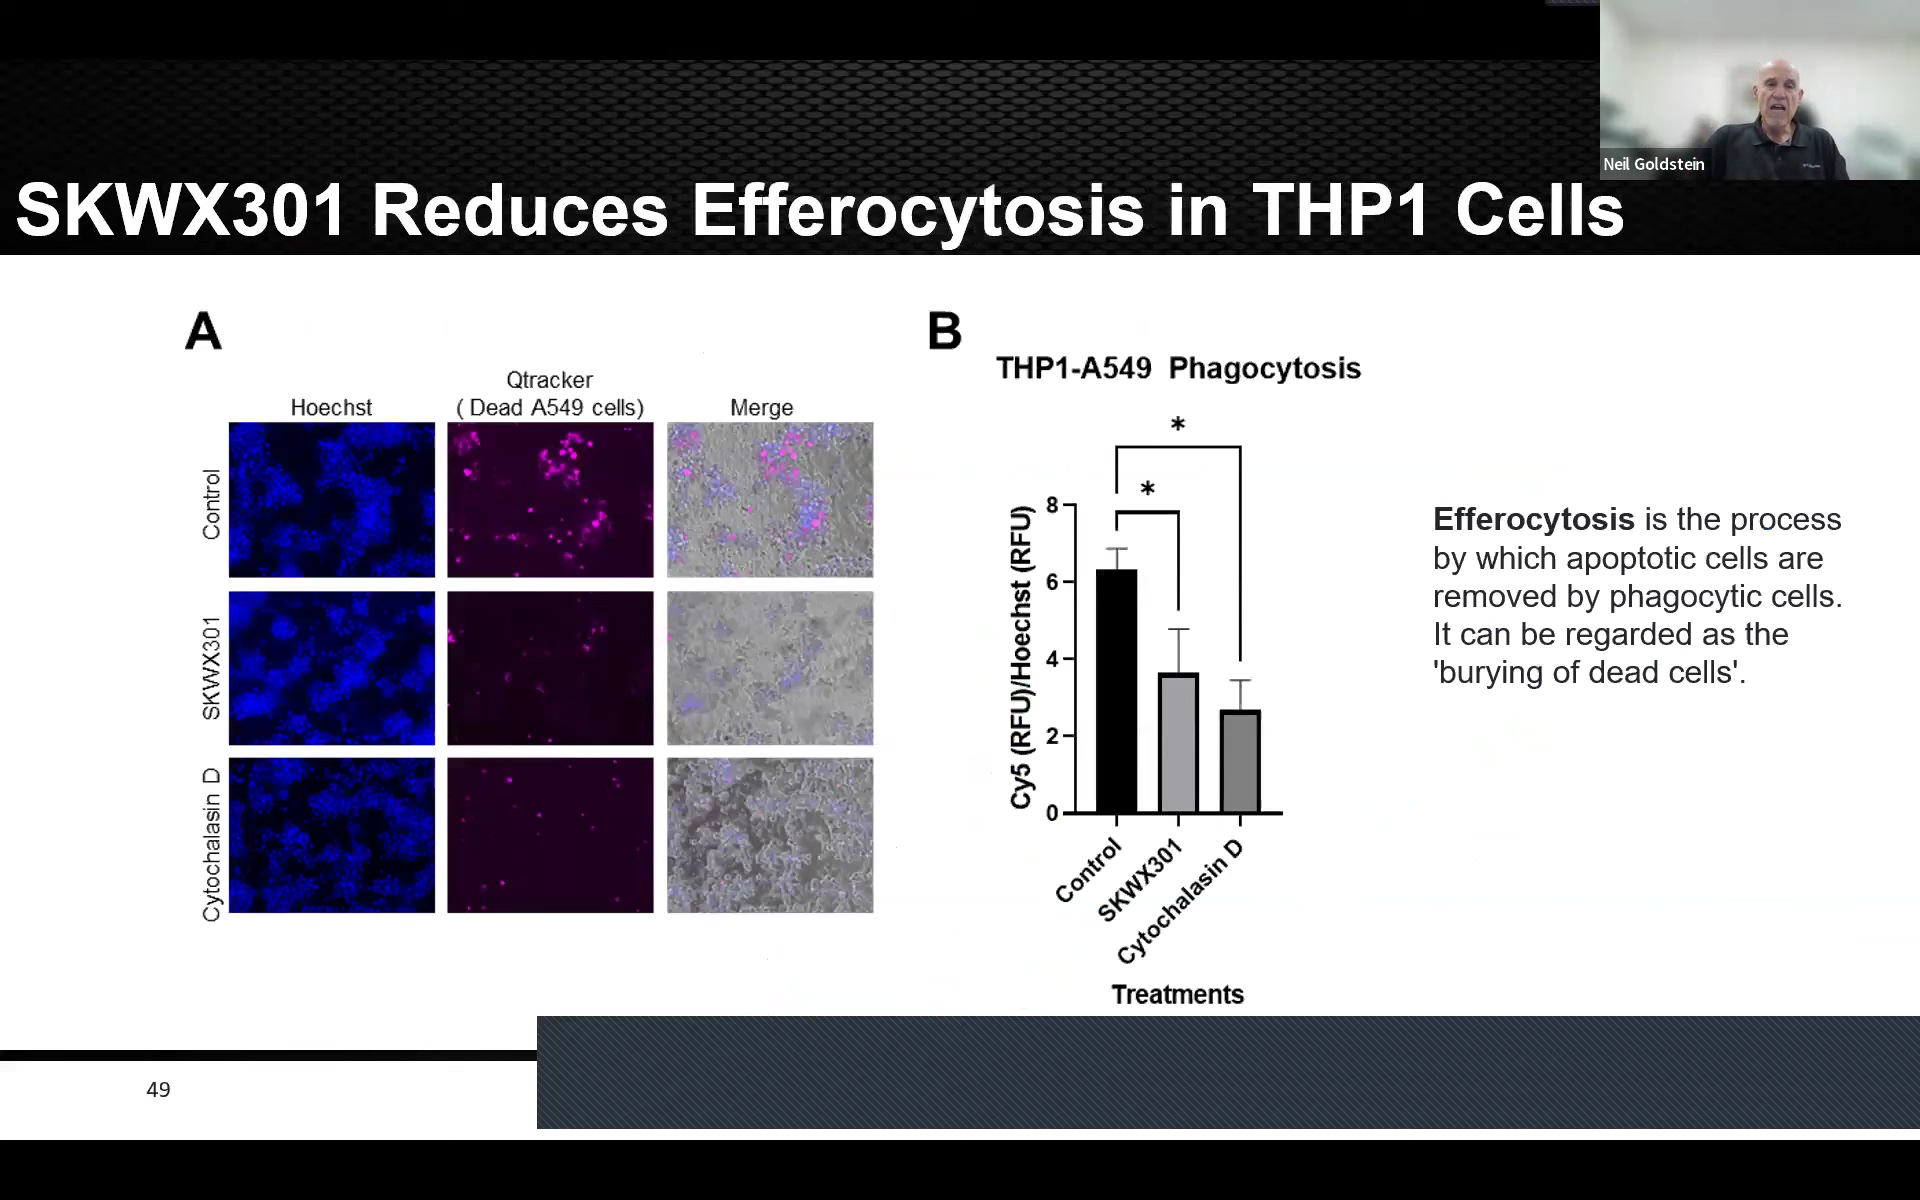 Neil Goldstein
SKWX301 Reduces Efferocytosis in THP1 Cells
A
Hoechst
Qtracker
( Dead A549 cells)
Merge
Control
SKWX301
Cytochalasin D
B
THP1-A549 Phagocytosis
*
*
Cy5 (RFU)/Hoechst (RFU)
8
6
4
2
0
Control
SKWX301
Cytochalasin D
Treatments
Efferocytosis is the process
by which apoptotic cells are
removed by phagocytic cells.
It can be regarded as the
'burying of dead cells'.
49